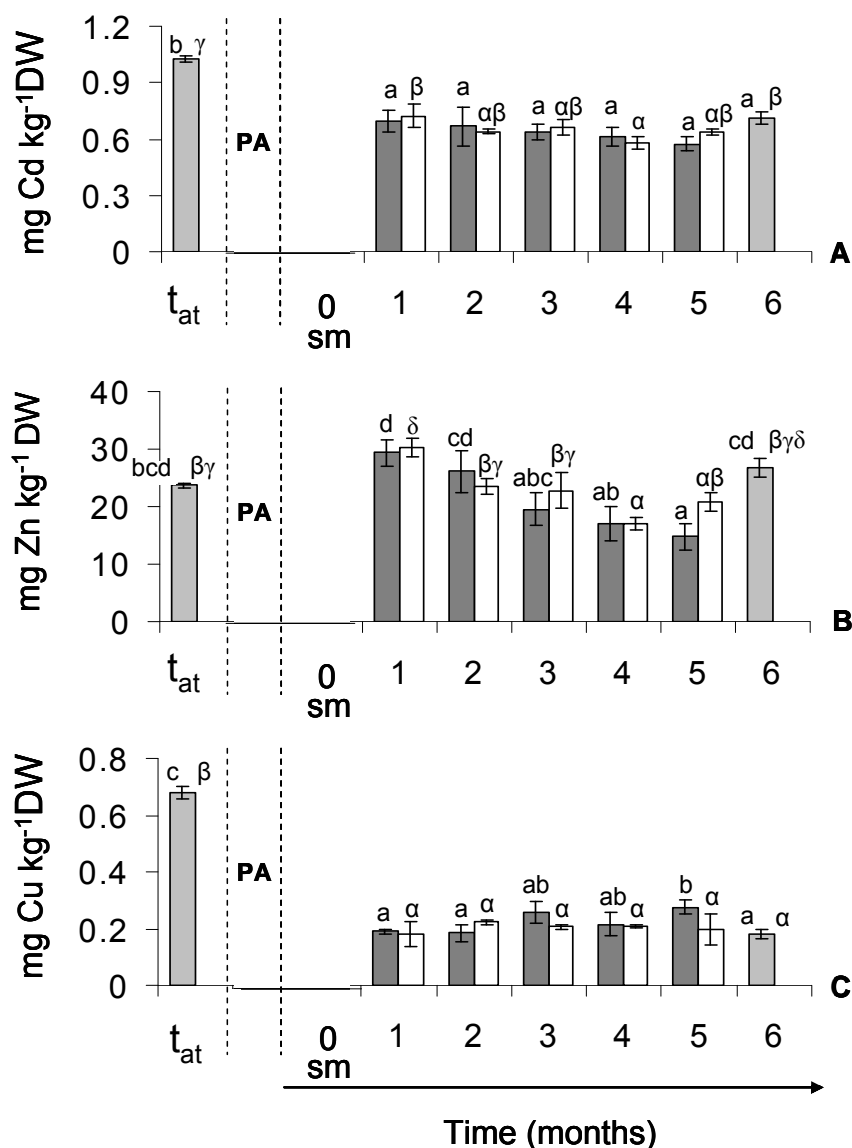 mg Cd kg⁻¹DW
1.2
0.9
0.6
0.3
0
b γ
PA
a β
a αβ
a αβ
a α
a αβ
a β
A
t_at 0 1 2 3 4 5 6
sm
mg Zn kg⁻¹ DW
40
30
20
10
0
bcd βγ
PA
d δ
cd βγ
abc βγ
ab α
a αβ
cd βγδ
B
t_at 0 1 2 3 4 5 6
sm
mg Cu kg⁻¹DW
0.8
0.6
0.4
0.2
0
c β
PA
a α
a α
ab α
ab α
b α
a α
C
t_at 0 1 2 3 4 5 6
sm
Time (months)